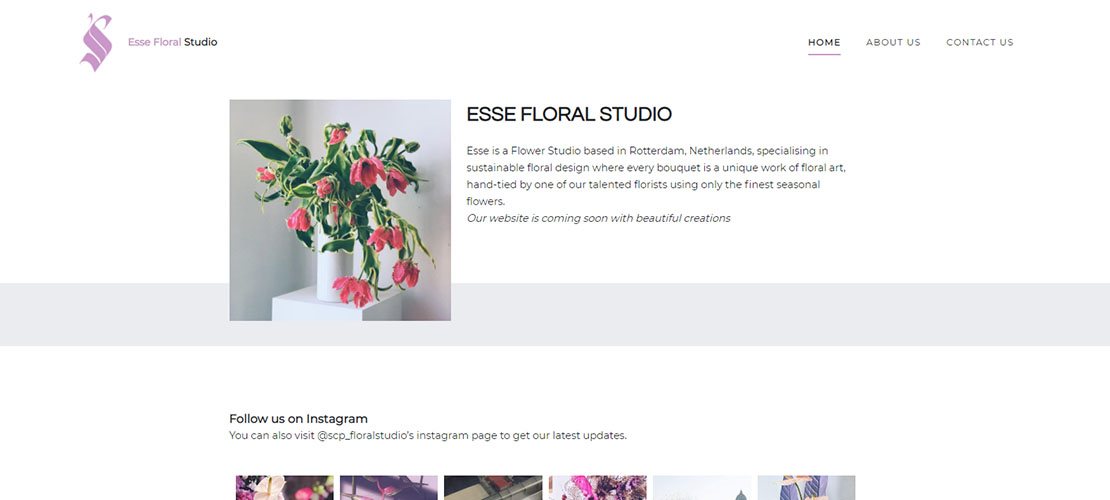 Esse Floral Studio
HOME ABOUT US CONTACT US
ESSE FLORAL STUDIO
Esse is a Flower Studio based in Rotterdam, Netherlands, specialising in
sustainable floral design where every bouquet is a unique work of floral art,
hand-tied by one of our talented florists using only the finest seasonal
flowers.
Our website is coming soon with beautiful creations
Follow us on Instagram
You can also visit @scp_floralstudio's instagram page to get our latest updates.